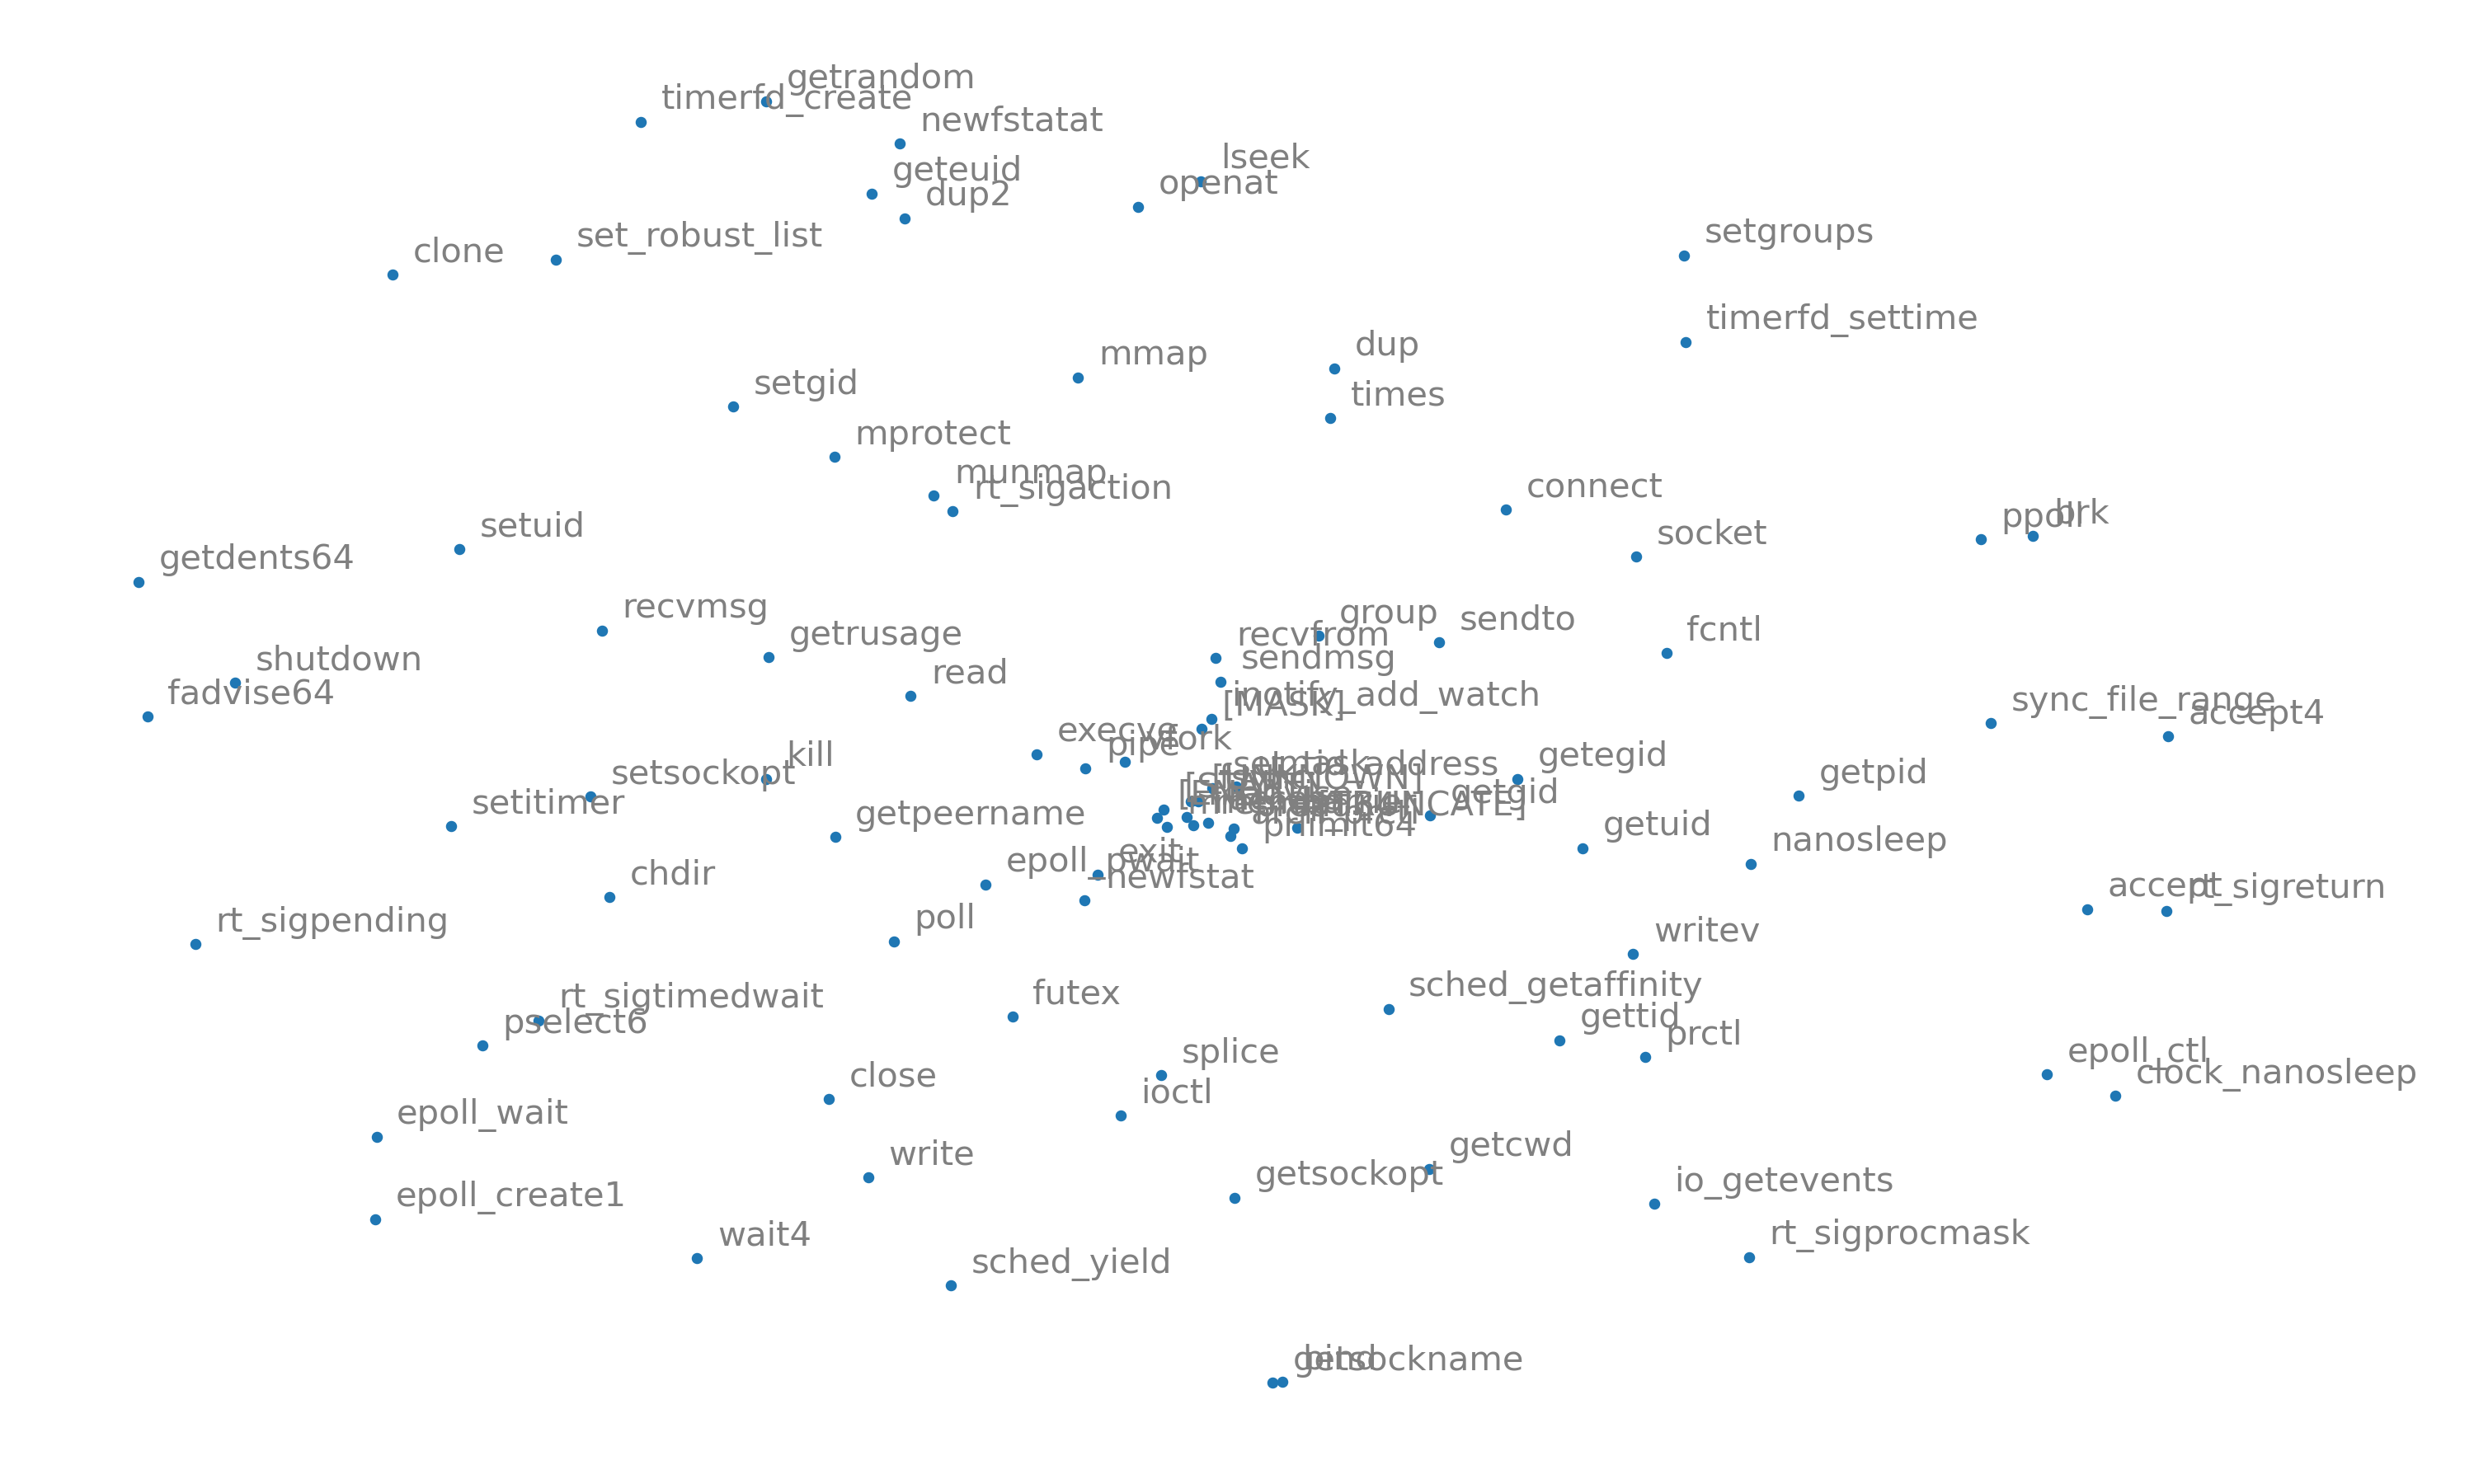 getrandom
timerfd_create
newfstatat
lseek
geteuid
openat
dup2
setgroups
set_robust_list
clone
timerfd_settime
dup
mmap
setgid
times
mprotect
munmap
rt_sigaction
connect
brk
ppoll
setuid
socket
getdents64
recvmsg
group
sendto
fcntl
getrusage
recvfrom
shutdown
sendmsg
read
fadvise64
inotify_add_watch
[MASK]
sync_file_range
accept4
execve
pipe
vfork
kill
getegid
setsockopt
getpid
getgid
setitimer
getpeername
prlimit64
getuid
nanosleep
exit
epoll_pwait
chdir
newfstat
accept
rt_sigreturn
rt_sigpending
poll
writev
sched_getaffinity
rt_sigtimedwait
futex
pselect6
gettid
prctl
splice
epoll_ctl
close
clock_nanosleep
ioctl
epoll_wait
getcwd
write
getsockopt
io_getevents
epoll_create1
wait4
rt_sigprocmask
sched_yield
bind
getsockname